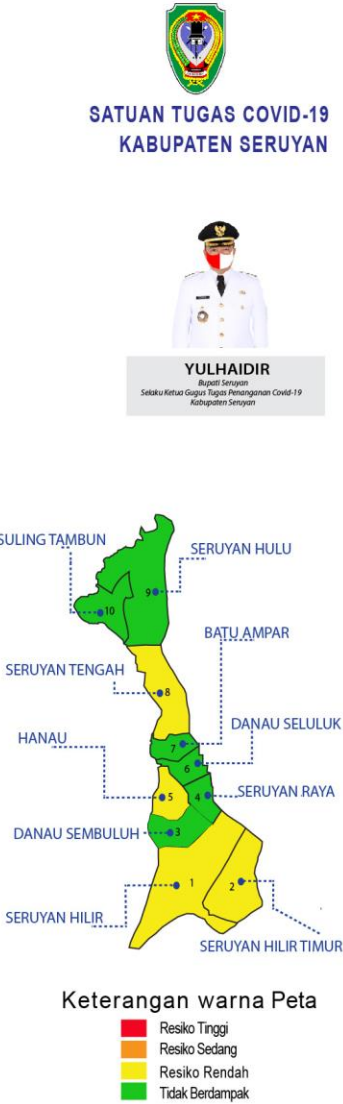 SATUAN TUGAS COVID-19
KABUPATEN SERUYAN
YULHAIDIR
Bupati Seruyan
Selaku Ketua Gugus Tugas Penanganan Covid-19
Kabupaten Seruyan
SULING TAMBUN
SERUYAN HULU
9
10
BATU AMPAR
SERUYAN TENGAH
8
DANAU SELULUK
HANAU
7
6
SERUYAN RAYA
5
4
DANAU SEMBULUH
3
1
2
SERUYAN HILIR
SERUYAN HILIR TIMUR
Keterangan warna Peta
Resiko Tinggi
Resiko Sedang
Resiko Rendah
Tidak Berdampak